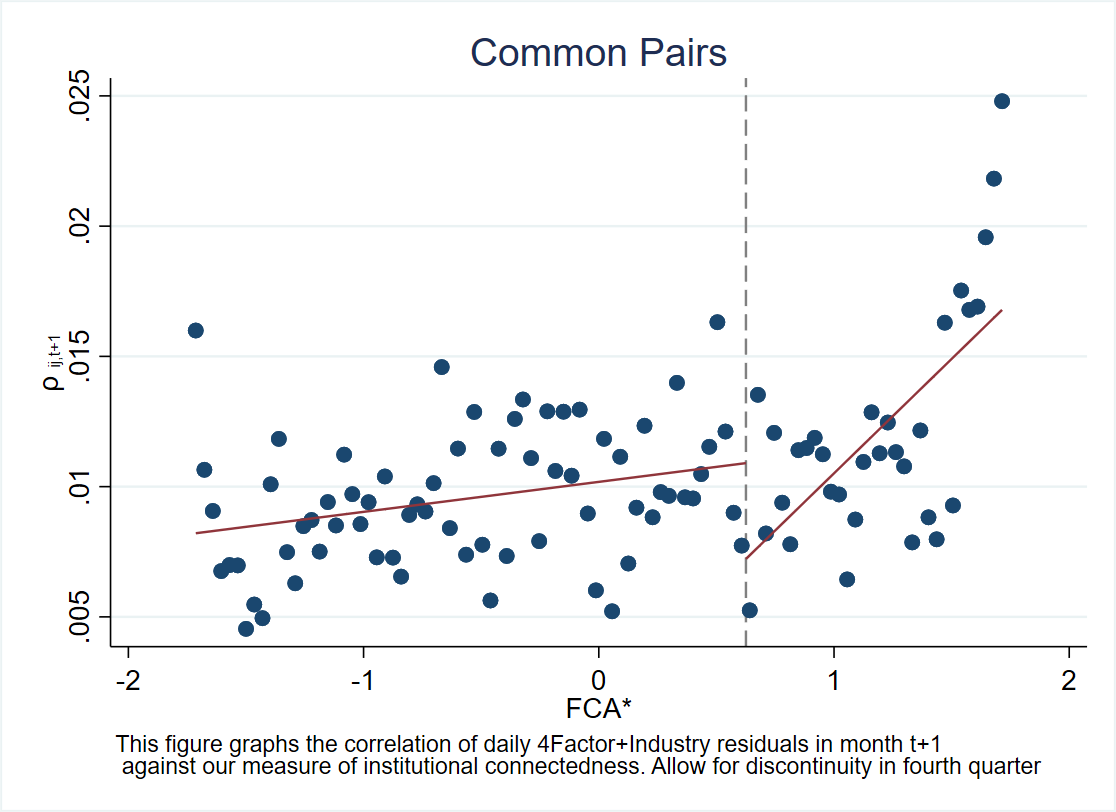 Common Pairs
.025
.02
.015
.01
.005
ρ ij,t+1
-2 -1 0 1 2
FCA*
This figure graphs the correlation of daily 4Factor+Industry residuals in month t+1
against our measure of institutional connectedness. Allow for discontinuity in fourth quarter